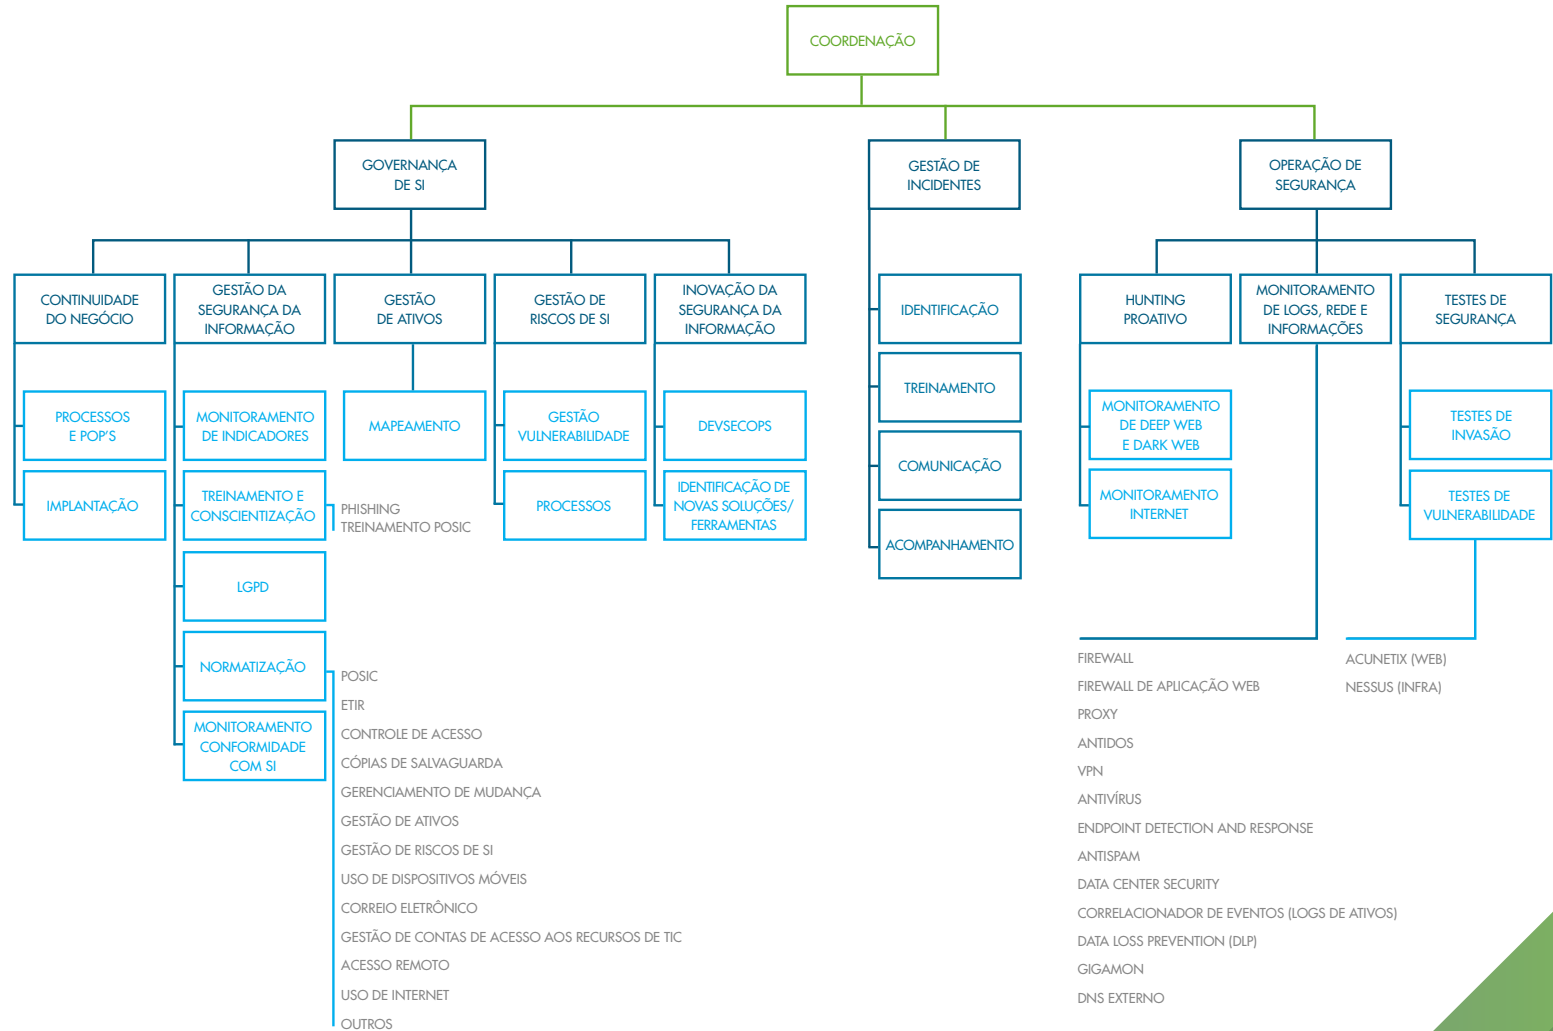 COORDENAÇÃO
GOVERNANÇA
DE SI
GESTÃO DE
INCIDENTES
OPERAÇÃO DE
SEGURANÇA
CONTINUIDADE
DO NEGÓCIO
GESTÃO DA
SEGURANÇA DA
INFORMAÇÃO
GESTÃO
DE ATIVOS
GESTÃO DE
RISCOS DE SI
INOVAÇÃO DA
SEGURANÇA DA
INFORMAÇÃO
PROCESSOS
E POP'S
IMPLANTAÇÃO
MONITORAMENTO
DE INDICADORES
TREINAMENTO E
CONSCIENTIZAÇÃO
PHISHING
TREINAMENTO POSIC
LGPD
NORMATIZAÇÃO
MONITORAMENTO
CONFORMIDADE
COM SI
POSIC
ETIR
CONTROLE DE ACESSO
CÓPIAS DE SALVAGUARDA
GERENCIAMENTO DE MUDANÇA
GESTÃO DE ATIVOS
GESTÃO DE RISCOS DE SI
USO DE DISPOSITIVOS MÓVEIS
CORREIO ELETRÔNICO
GESTÃO DE CONTAS DE ACESSO AOS RECURSOS DE TIC
ACESSO REMOTO
USO DE INTERNET
OUTROS
MAPEAMENTO
GESTÃO
VULNERABILIDADE
PROCESSOS
DEVSECOPS
IDENTIFICAÇÃO DE
NOVAS SOLUÇÕES/
FERRAMENTAS
IDENTIFICAÇÃO
TREINAMENTO
COMUNICAÇÃO
ACOMPANHAMENTO
HUNTING
PROATIVO
MONITORAMENTO
DE LOGS, REDE E
INFORMAÇÕES
TESTES DE
SEGURANÇA
MONITORAMENTO
DE DEEP WEB
E DARK WEB
MONITORAMENTO
INTERNET
TESTES DE
INVASÃO
TESTES DE
VULNERABILIDADE
FIREWALL
FIREWALL DE APLICAÇÃO WEB
PROXY
ANTIDOS
VPN
ANTIVÍRUS
ENDPOINT DETECTION AND RESPONSE
ANTISPAM
DATA CENTER SECURITY
CORRELACIONADOR DE EVENTOS (LOGS DE ATIVOS)
DATA LOSS PREVENTION (DLP)
GIGAMON
DNS EXTERNO
ACUNETIX (WEB)
NESSUS (INFRA)